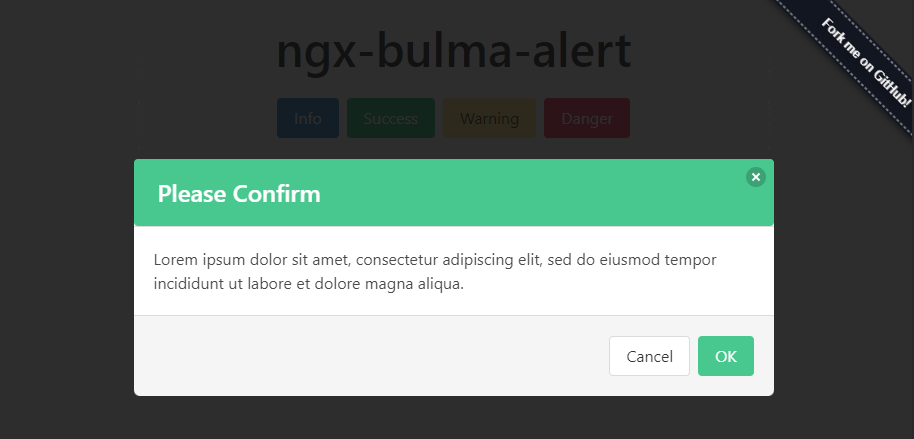 ngx-bulma-alert
Fork me on GitHub!
Info Success Warning Danger
Please Confirm
Lorem ipsum dolor sit amet, consectetur adipiscing elit, sed do eiusmod tempor
incididunt ut labore et dolore magna aliqua.
Cancel OK